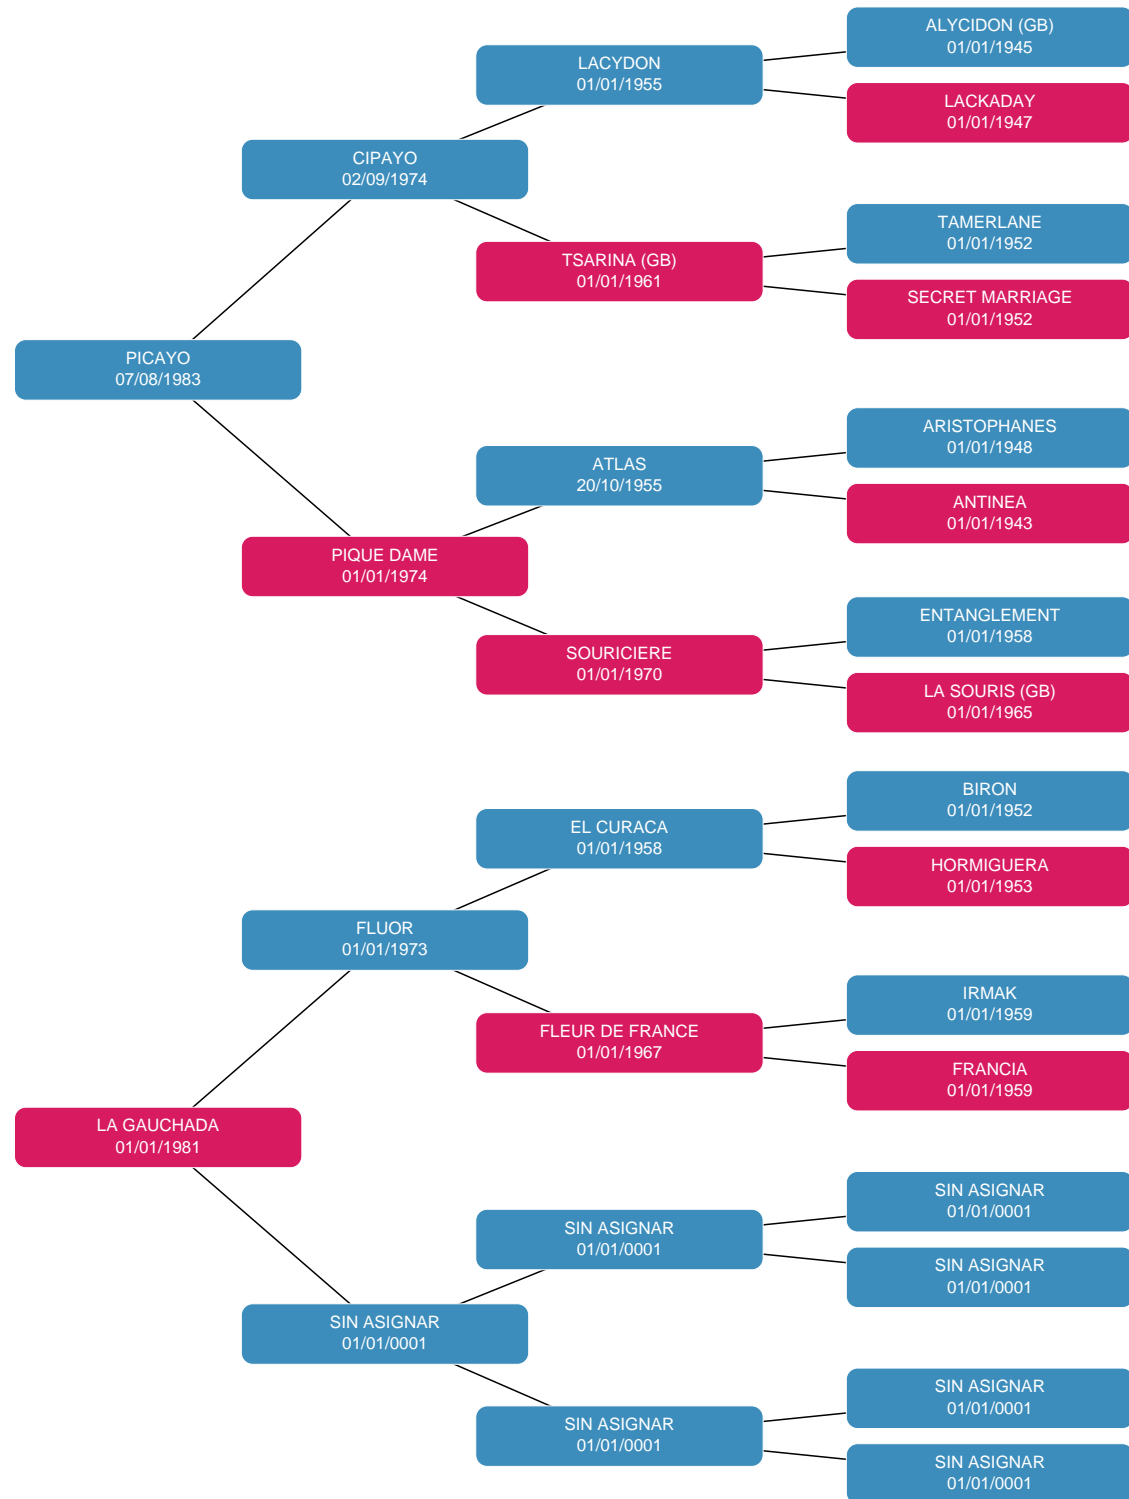 ALYCIDON (GB)
01/01/1945
LACYDON
01/01/1955
LACKADAY
01/01/1947
CIPAYO
02/09/1974
TAMERLANE
01/01/1952
TSARINA (GB)
01/01/1961
SECRET MARRIAGE
01/01/1952
PICAYO
07/08/1983
ARISTOPHANES
01/01/1948
ATLAS
20/10/1955
ANTINEA
01/01/1943
PIQUE DAME
01/01/1974
ENTANGLEMENT
01/01/1958
SOURICIERE
01/01/1970
LA SOURIS (GB)
01/01/1965
BIRON
01/01/1952
EL CURACA
01/01/1958
HORMIGUERA
01/01/1953
FLUOR
01/01/1973
IRMAK
01/01/1959
FLEUR DE FRANCE
01/01/1967
FRANCIA
01/01/1959
LA GAUCHADA
01/01/1981
SIN ASIGNAR
01/01/0001
SIN ASIGNAR
01/01/0001
SIN ASIGNAR
01/01/0001
SIN ASIGNAR
01/01/0001
SIN ASIGNAR
01/01/0001
SIN ASIGNAR
01/01/0001
SIN ASIGNAR
01/01/0001